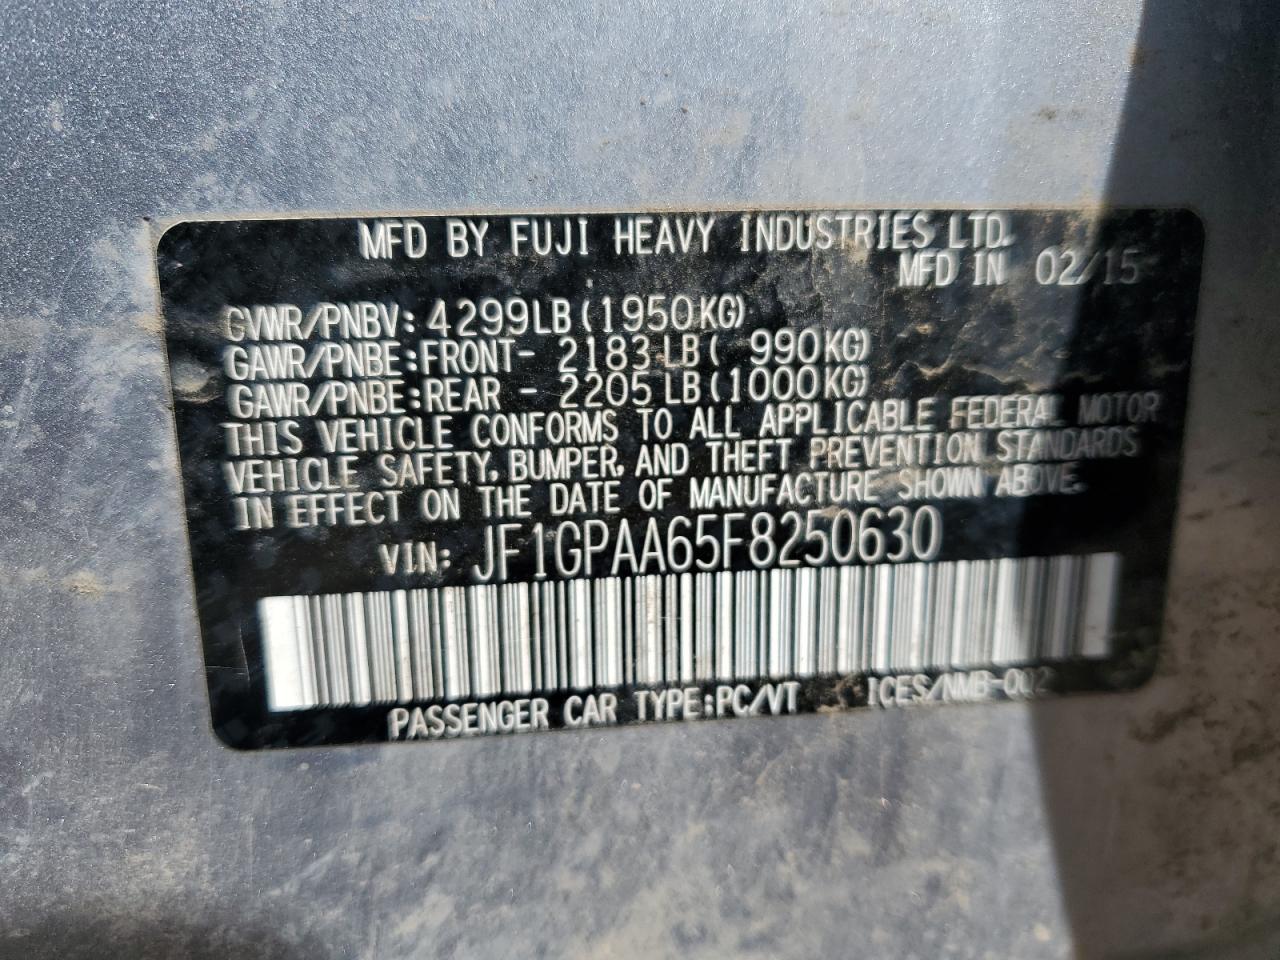 MFD BY FUJI HEAVY INDUSTRIES LTD.
MFD IN 02/15
GVWR/PNBV: 4299LB (1950KG)
GAWR/PNBE: FRONT- 2183 LB ( 990KG)
GAWR/PNBE: REAR - 2205 LB (1000KG)
THIS VEHICLE CONFORMS TO ALL APPLICABLE FEDERAL MOTOR
VEHICLE SAFETY, BUMPER, AND THEFT PREVENTION STANDARDS
IN EFFECT ON THE DATE OF MANUFACTURE SHOWN ABOVE.
VIN: JF1GPAA65F8250630
PASSENGER CAR TYPE:PC/VT ICES/NMB-002